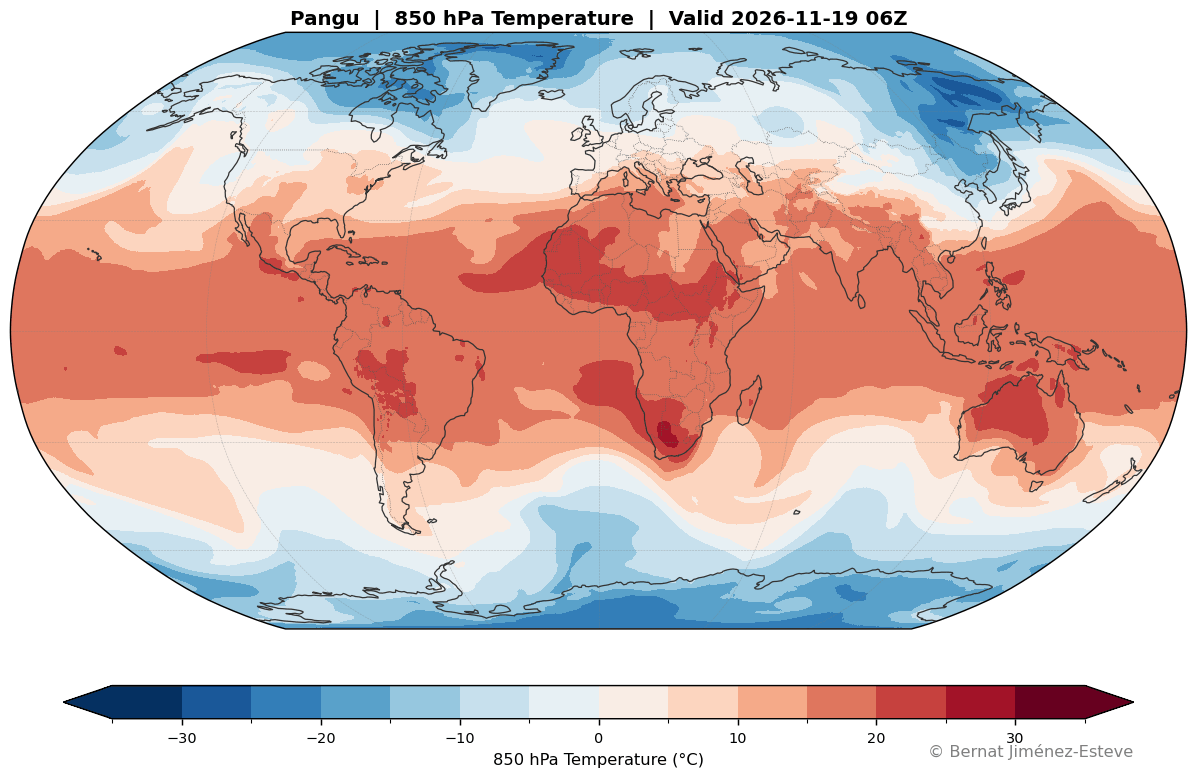 Pangu | 850 hPa Temperature | Valid 2026-11-19 06Z
−30 −20 −10 0 10 20 30
850 hPa Temperature (°C)
© Bernat Jiménez-Esteve